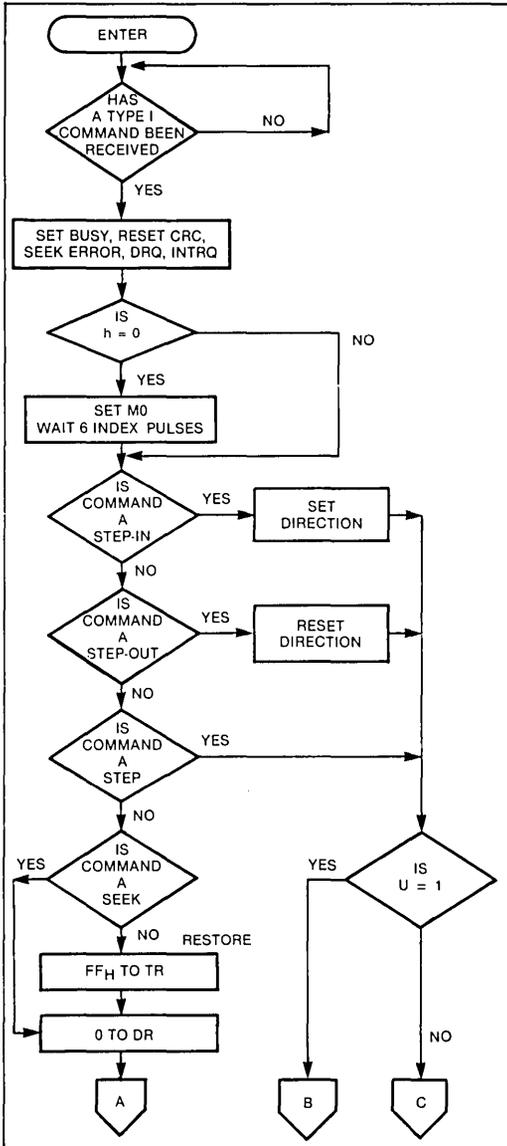 ENTER
HAS
A TYPE I
COMMAND BEEN
RECEIVED
NO
YES
SET BUSY, RESET CRC,
SEEK ERROR, DRQ, INTRQ
IS
h = 0
NO
YES
SET MO
WAIT 6 INDEX PULSES
IS
COMMAND
A
STEP-IN
YES
SET
DIRECTION
NO
IS
COMMAND
A
STEP-OUT
YES
RESET
DIRECTION
NO
IS
COMMAND
A
STEP
YES
NO
IS
COMMAND
A
SEEK
YES
NO
RESTORE
IS
U = 1
YES
NO
FFH TO TR
0 TO DR
A
B
C